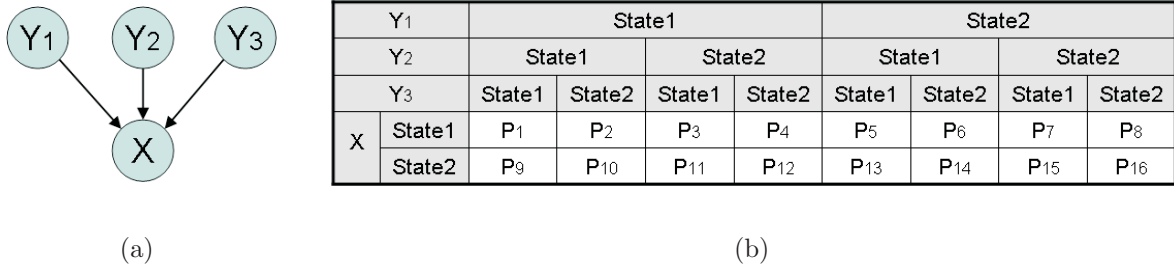 Y1 Y2 Y3
X
Y1 State1 State2
Y2 State1 State2 State1 State2
Y3 State1 State2 State1 State2 State1 State2 State1 State2
X State1 P1 P2 P3 P4 P5 P6 P7 P8
State2 P9 P10 P11 P12 P13 P14 P15 P16
(a) (b)